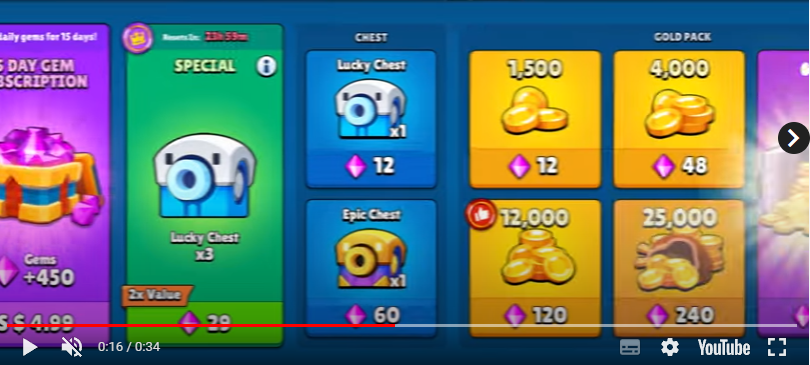 daily gems for 15 days!
DAY GEM
BSCRIPTION
Gems
+450
$ 4.99
Resets In: 23h 59m
SPECIAL
i
Lucky Chest
x3
2x Value
29
CHEST
Lucky Chest
x1
12
Epic Chest
x1
60
GOLD PACK
1,500
12
4,000
48
12,000
120
25,000
240
0:16 / 0:34
YouTube